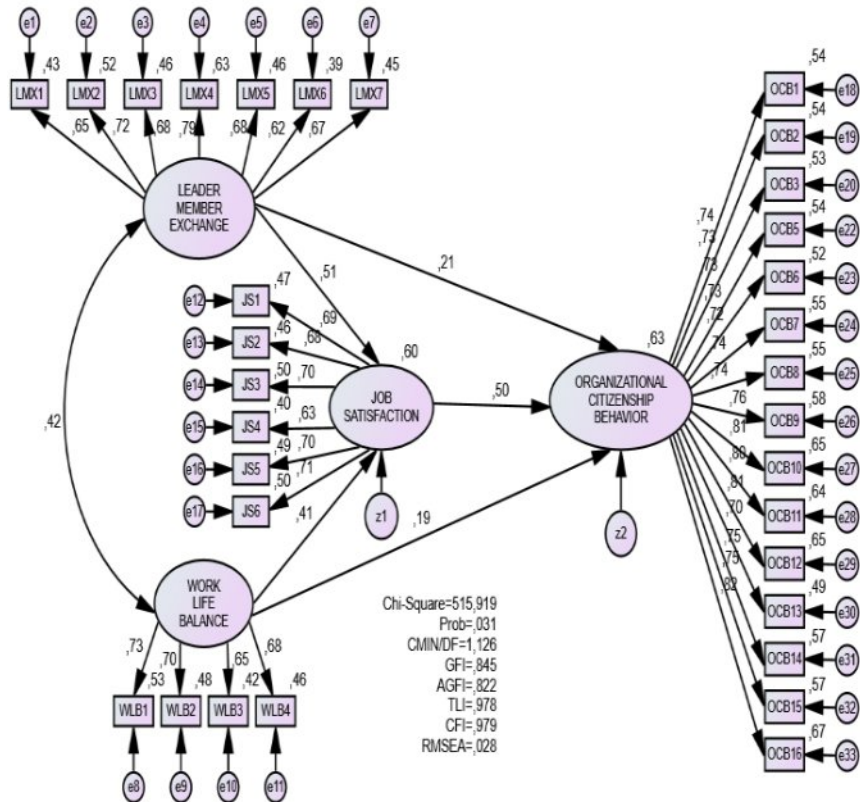 e1 e2 e3 e4 e5 e6 e7
,43 ,52 ,46 ,63 ,46 ,39 ,45
LMX1 LMX2 LMX3 LMX4 LMX5 LMX6 LMX7
,65 ,72 ,68 ,79 ,68 ,62 ,67
LEADER
MEMBER
EXCHANGE
,51
,21
,42
,47
e12 JS1
,69
,46
e13 JS2
,68
,50
e14 JS3
,70
,40
e15 JS4
,63
,49
e16 JS5
,70
,50
e17 JS6
,71
,60
JOB
SATISFACTION
z1
,50
,41
,19
,63
ORGANIZATIONAL
CITIZENSHIP
BEHAVIOR
z2
WORK
LIFE
BALANCE
,73 ,70 ,65 ,68
,53 ,48 ,42 ,46
WLB1 WLB2 WLB3 WLB4
e8 e9 e10 e11
Chi-Square=515,919
Prob=,031
CMIN/DF=1,126
GFI=,845
AGFI=,822
TLI=,978
CFI=,979
RMSEA=,028
,54
OCB1 e18
,74
,54
OCB2 e19
,73
,53
OCB3 e20
,73
,54
OCB5 e22
,73
,52
OCB6 e23
,72
,55
OCB7 e24
,74
,55
OCB8 e25
,74
,58
OCB9 e26
,76
,65
OCB10 e27
,81
,64
OCB11 e28
,80
,65
OCB12 e29
,81
,49
OCB13 e30
,70
,57
OCB14 e31
,75
,57
OCB15 e32
,75
,67
OCB16 e33
,82